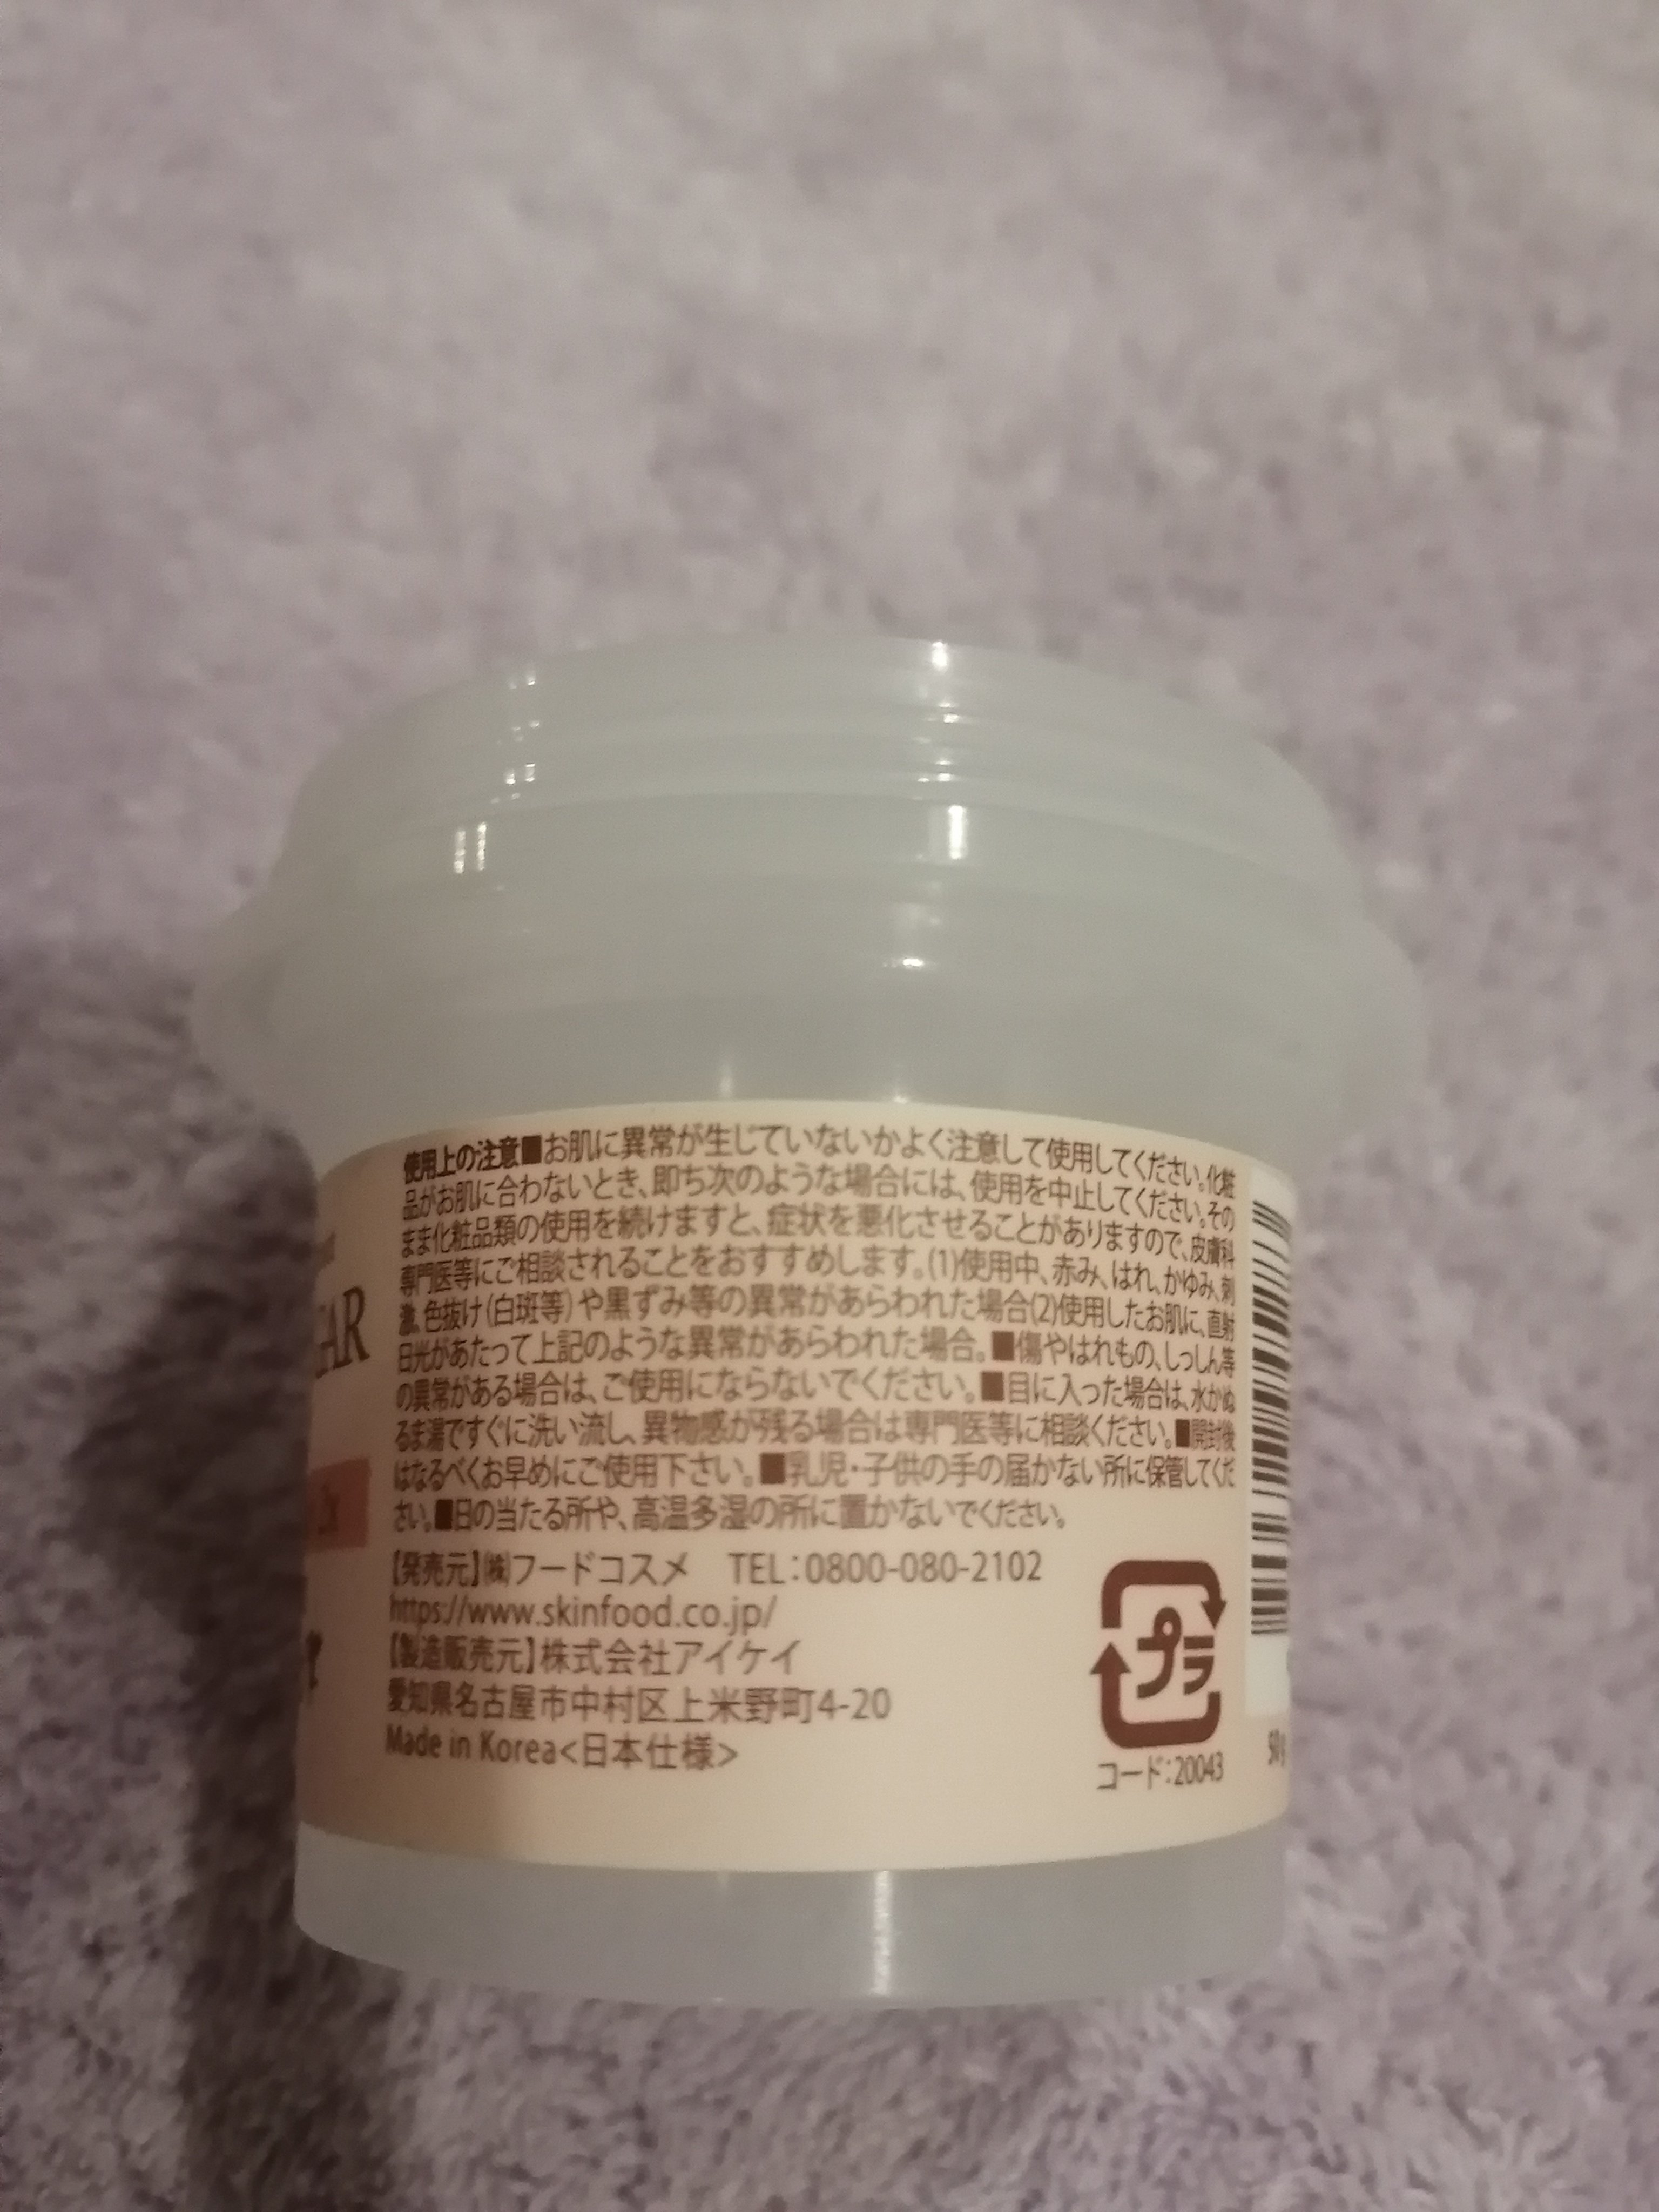 使用上の注意■お肌に異常が生じていないかよく注意して使用してください。化粧
品がお肌に合わないとき、即ち次のような場合には、使用を中止してください。その
まま化粧品類の使用を続けますと、症状を悪化させることがありますので、皮膚科
専門医等にご相談されることをおすすめします。(1)使用中、赤み、はれ、かゆみ、刺
激、色抜け(白斑等)や黒ずみ等の異常があらわれた場合(2)使用したお肌に、直射
日光があたって上記のような異常があらわれた場合。■傷やはれもの、しっしん等
の異常がある場合は、ご使用にならないでください。■目に入った場合は、水かぬ
るま湯ですぐに洗い流し、異物感が残る場合は専門医等に相談ください。■開封後
はなるべくお早めにご使用下さい。■乳児・子供の手の届かない所に保管してくだ
さい。■日の当たる所や、高温多湿の所に置かないでください。
【発売元】㈱フードコスメ TEL:0800-080-2102
https://www.skinfood.co.jp/
【製造販売元】株式会社アイケイ
愛知県名古屋市中村区上米野町4-20
Made in Korea<日本仕様>
プラ
コード:20043
50g